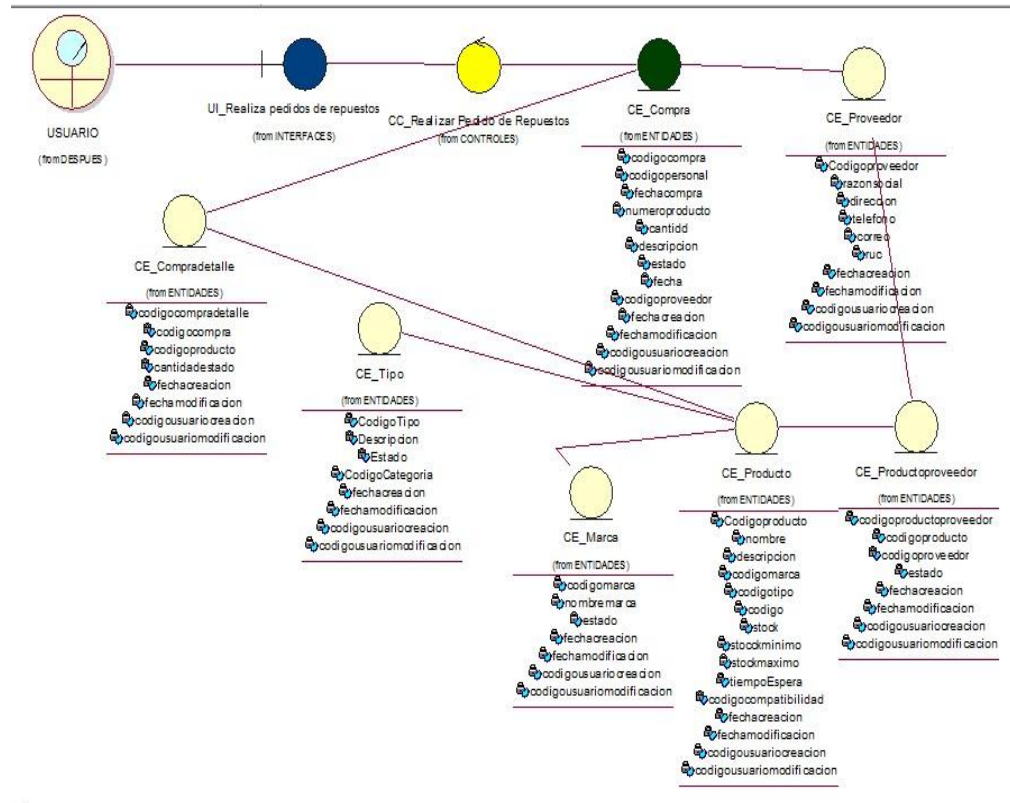 USUARIO
(from DESPUES)
UI_Realiza pedidos de repuestos
(from INTERFACES)
CC_Realizar Pedido de Repuestos
(from CONTROLES)
CE_Compra
(from ENTIDADES)
codigocompra
codigopersonal
fechacompra
numeroproducto
cantidd
descripcion
estado
fecha
codigoproveedor
fechacreacion
fechamodificacion
codigousuariocreacion
codigousuariomodificacion
CE_Proveedor
(from ENTIDADES)
Codigoproveedor
razonsocial
direccion
telefono
correo
ruc
fechacreacion
fechamodificacion
codigousuariocreacion
codigousuariomodificacion
CE_Compradetalle
(from ENTIDADES)
codigocompradetalle
codigocompra
codigoproducto
cantidadestado
fechacreacion
fechamodificacion
codigousuariocreacion
codigousuariomodificacion
CE_Tipo
(from ENTIDADES)
CodigoTipo
Descripcion
Estado
CodigoCategoria
fechacreacion
fechamodificacion
codigousuariocreacion
codigousuariomodificacion
CE_Marca
(from ENTIDADES)
codigomarca
nombremarca
estado
fechacreacion
fechamodificacion
codigousuariocreacion
codigousuariomodificacion
CE_Producto
(from ENTIDADES)
Codigoproducto
nombre
descripcion
codigomarca
codigotipo
codigo
stock
stocckminimo
stockmaximo
tiempoEspera
codigocompatibilidad
fechacreacion
fechamodificacion
codigousuariocreacion
codigousuariomodificacion
CE_Productoproveedor
(from ENTIDADES)
codigoproductoproveedor
codigoproducto
codigoproveedor
estado
fechacreacion
fechamodificacion
codigousuariocreacion
codigousuariomodificacion